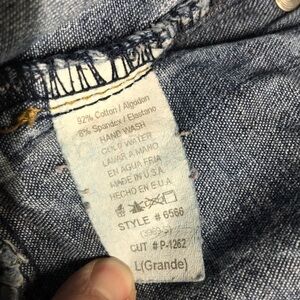 92% Cotton / Algodon
8% Spandex / Elastano
HAND WASH
COLD WATER
LAVAR A MANO
EN AGUA FRIA
MADE IN U.S.A.
HECHO EN E.U.A
STYLE # 6566
CUT # P-1262
L(Grande)